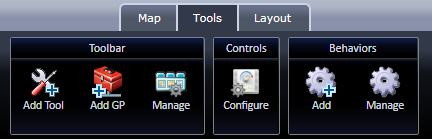 Map Tools Layout
Toolbar Controls Behaviors
Add Tool Add GP Manage Configure Add Manage